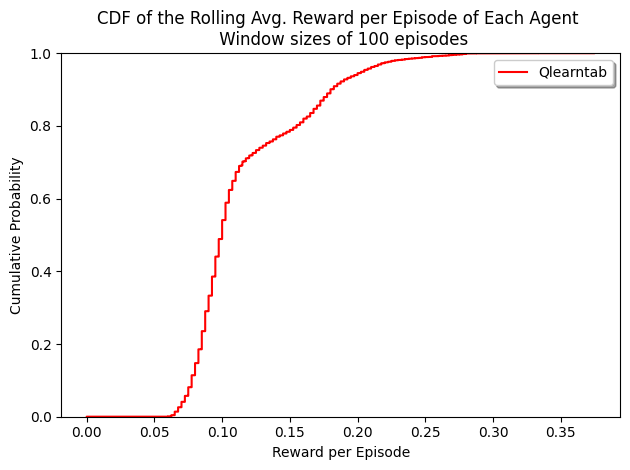 CDF of the Rolling Avg. Reward per Episode of Each Agent
Window sizes of 100 episodes
Qlearntab
1.0
0.8
0.6
0.4
0.2
0.0
Cumulative Probability
0.00 0.05 0.10 0.15 0.20 0.25 0.30 0.35
Reward per Episode